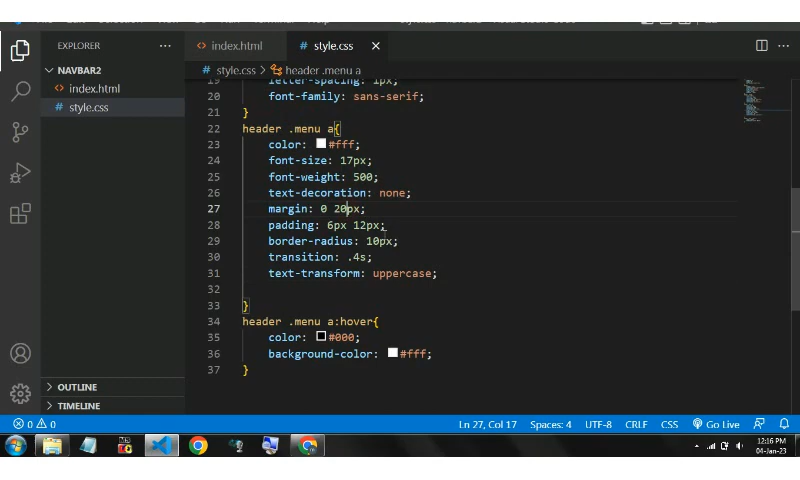 EXPLORER
index.html
style.css
NAVBAR2
index.html
style.css
style.css > header .menu a
19 letter-spacing: 1px;
20 font-family: sans-serif;
21 }
22 header .menu a{
23 color: #fff;
24 font-size: 17px;
25 font-weight: 500;
26 text-decoration: none;
27 margin: 0 20px;
28 padding: 6px 12px;
29 border-radius: 10px;
30 transition: .4s;
31 text-transform: uppercase;
32
33 }
34 header .menu a:hover{
35 color: #000;
36 background-color: #fff;
37 }
OUTLINE
TIMELINE
0 0 Ln 27, Col 17 Spaces: 4 UTF-8 CRLF CSS Go Live
12:16 PM
04-Jan-23